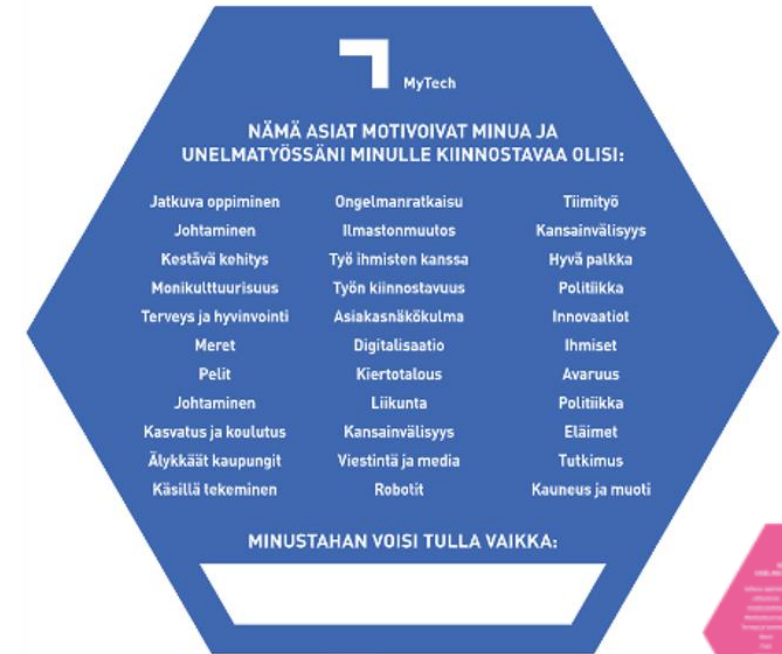 MyTech
NÄMÄ ASIAT MOTIVOIVAT MINUA JA
UNELMATYÖSSÄNI MINULLE KIINNOSTAVAA OLISI:
Jatkuva oppiminen Ongelmanratkaisu Tiimityö
Johtaminen Ilmastonmuutos Kansainvälisyys
Kestävä kehitys Työ ihmisten kanssa Hyvä palkka
Monikulttuurisuus Työn kiinnostavuus Politiikka
Terveys ja hyvinvointi Asiakasnäkökulma Innovaatiot
Meret Digitalisaatio Ihmiset
Pelit Kiertotalous Avaruus
Johtaminen Liikunta Politiikka
Kasvatus ja koulutus Kansainvälisyys Eläimet
Älykkäät kaupungit Viestintä ja media Tutkimus
Käsillä tekeminen Robotit Kauneus ja muoti
MINUSTAHAN VOISI TULLA VAIKKA: